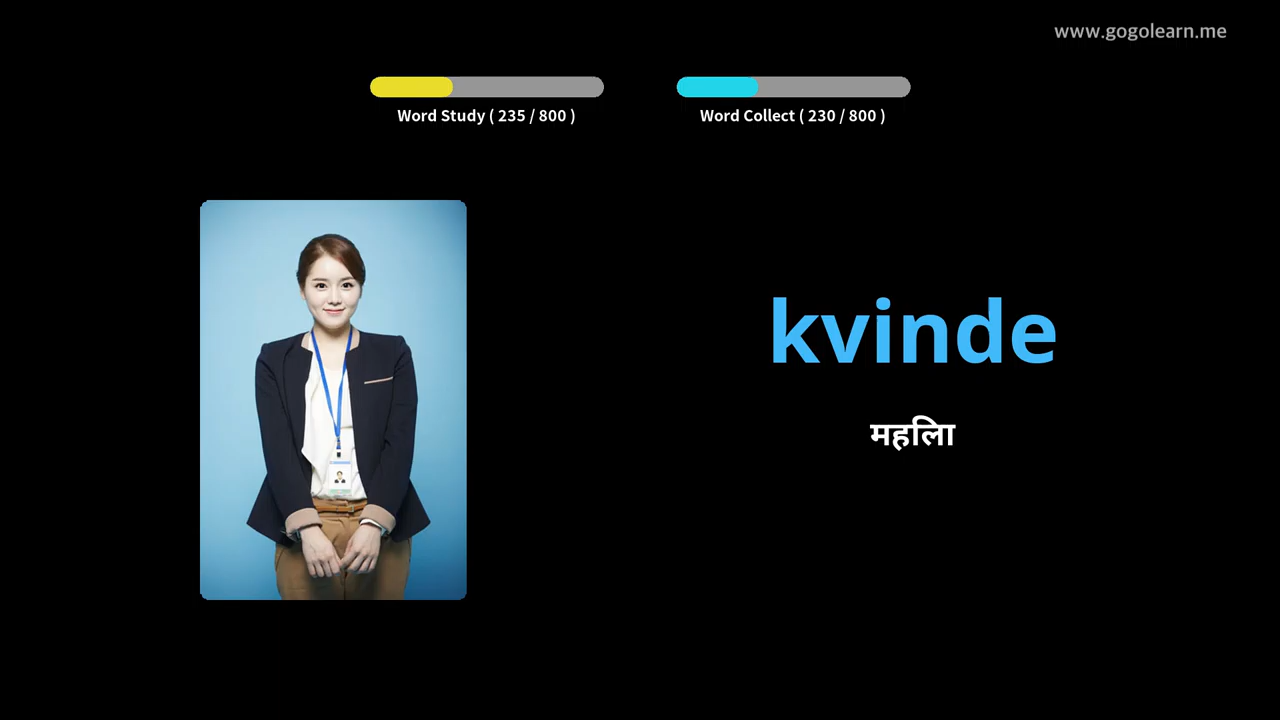 www.gogolearn.me
Word Study ( 235 / 800 )
Word Collect ( 230 / 800 )
kvinde
महिला